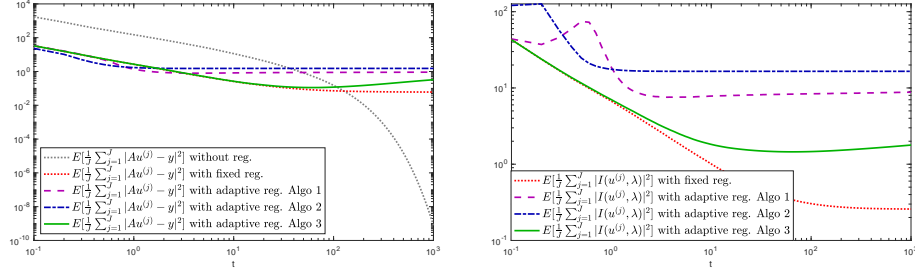 10^4
10^2
10^0
10^-2
10^-4
10^-6
10^-8
10^-10
E[1/J ∑_{j=1}^J |Au^(j) − y|^2] without reg.
E[1/J ∑_{j=1}^J |Au^(j) − y|^2] with fixed reg.
E[1/J ∑_{j=1}^J |Au^(j) − y|^2] with adaptive reg. Algo 1
E[1/J ∑_{j=1}^J |Au^(j) − y|^2] with adaptive reg. Algo 2
E[1/J ∑_{j=1}^J |Au^(j) − y|^2] with adaptive reg. Algo 3
10^-1 10^0 10^1 10^2 10^3
t
10^2
10^1
10^0
10^-1
E[1/J ∑_{j=1}^J |I(u^(j), λ)|^2] with fixed reg.
E[1/J ∑_{j=1}^J |I(u^(j), λ)|^2] with adaptive reg. Algo 1
E[1/J ∑_{j=1}^J |I(u^(j), λ)|^2] with adaptive reg. Algo 2
E[1/J ∑_{j=1}^J |I(u^(j), λ)|^2] with adaptive reg. Algo 3
10^-1 10^0 10^1 10^2 10^3
t